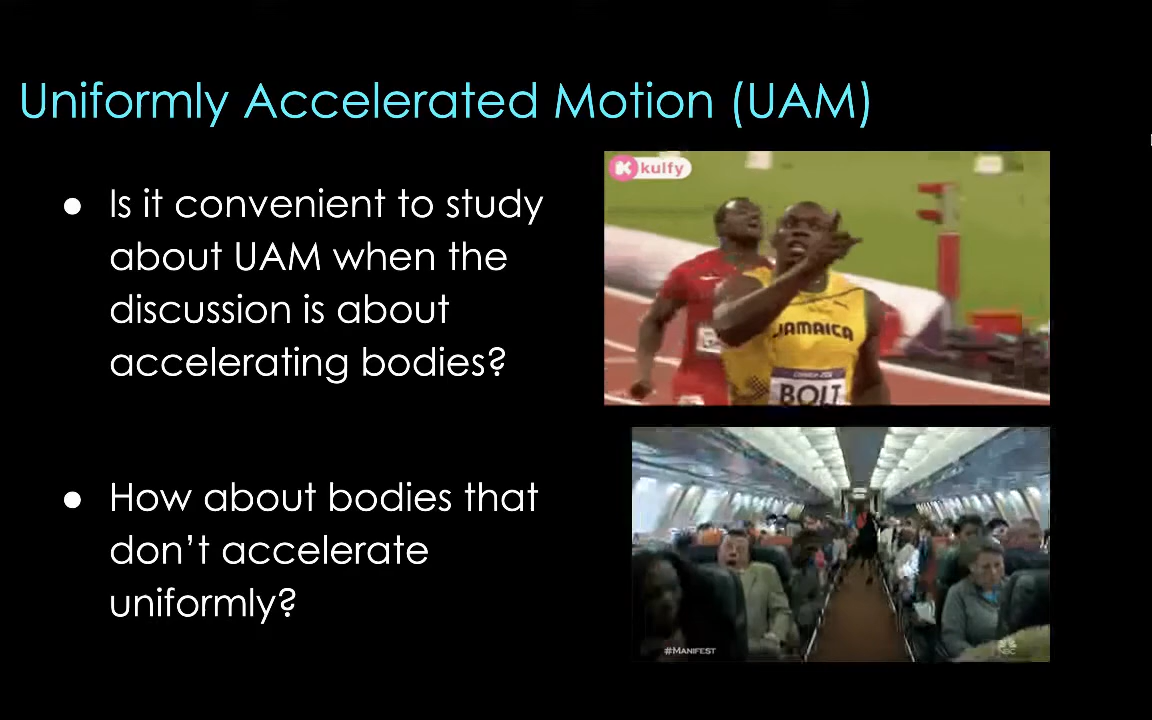 Uniformly Accelerated Motion (UAM)
● Is it convenient to study
about UAM when the
discussion is about
accelerating bodies?
● How about bodies that
don't accelerate
uniformly?
K kulfy
JAMAICA
BOLT
#MANIFEST
NBC